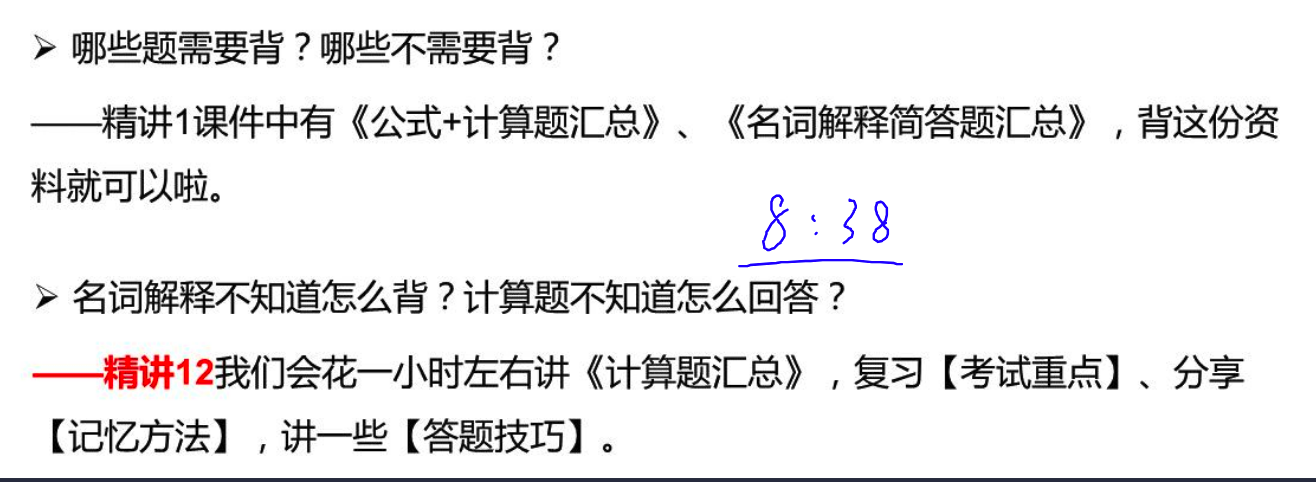 ➢ 哪些题需要背？哪些不需要背？
——精讲1课件中有《公式+计算题汇总》、《名词解释简答题汇总》，背这份资
料就可以啦。
8:38
➢ 名词解释不知道怎么背？计算题不知道怎么回答？
——精讲12我们会花一小时左右讲《计算题汇总》，复习【考试重点】、分享
【记忆方法】，讲一些【答题技巧】。